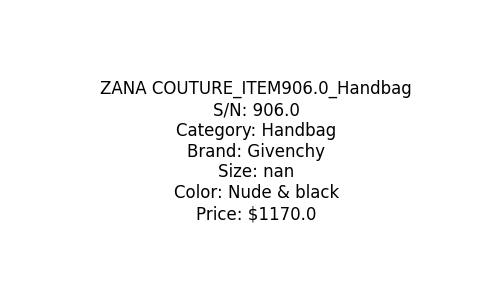 ZANA COUTURE_ITEM906.0_Handbag
S/N: 906.0
Category: Handbag
Brand: Givenchy
Size: nan
Color: Nude & black
Price: $1170.0